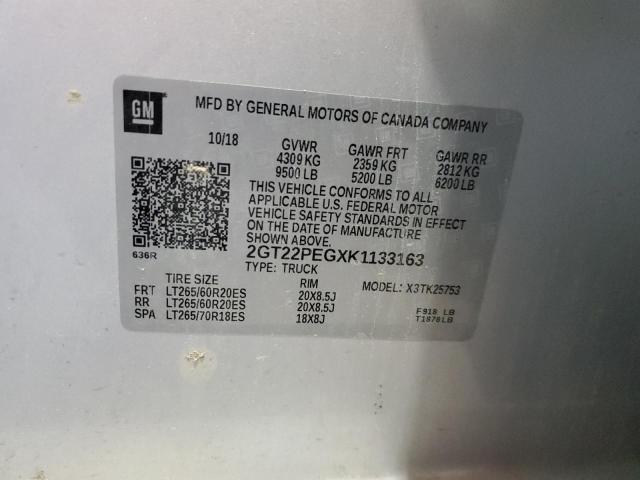 GM
MFD BY GENERAL MOTORS OF CANADA COMPANY
10/18 GVWR GAWR FRT GAWR RR
4309 KG 2359 KG 2812 KG
9500 LB 5200 LB 6200 LB
THIS VEHICLE CONFORMS TO ALL
APPLICABLE U.S. FEDERAL MOTOR
VEHICLE SAFETY STANDARDS IN EFFECT
ON THE DATE OF MANUFACTURE
SHOWN ABOVE.
636R 2GT22PEGXK1133163
TYPE: TRUCK
TIRE SIZE RIM MODEL: X3TK25753
FRT LT265/60R20ES 20X8.5J
RR LT265/60R20ES 20X8.5J
SPA LT265/70R18ES 18X8J
F918 LB
T1878LB